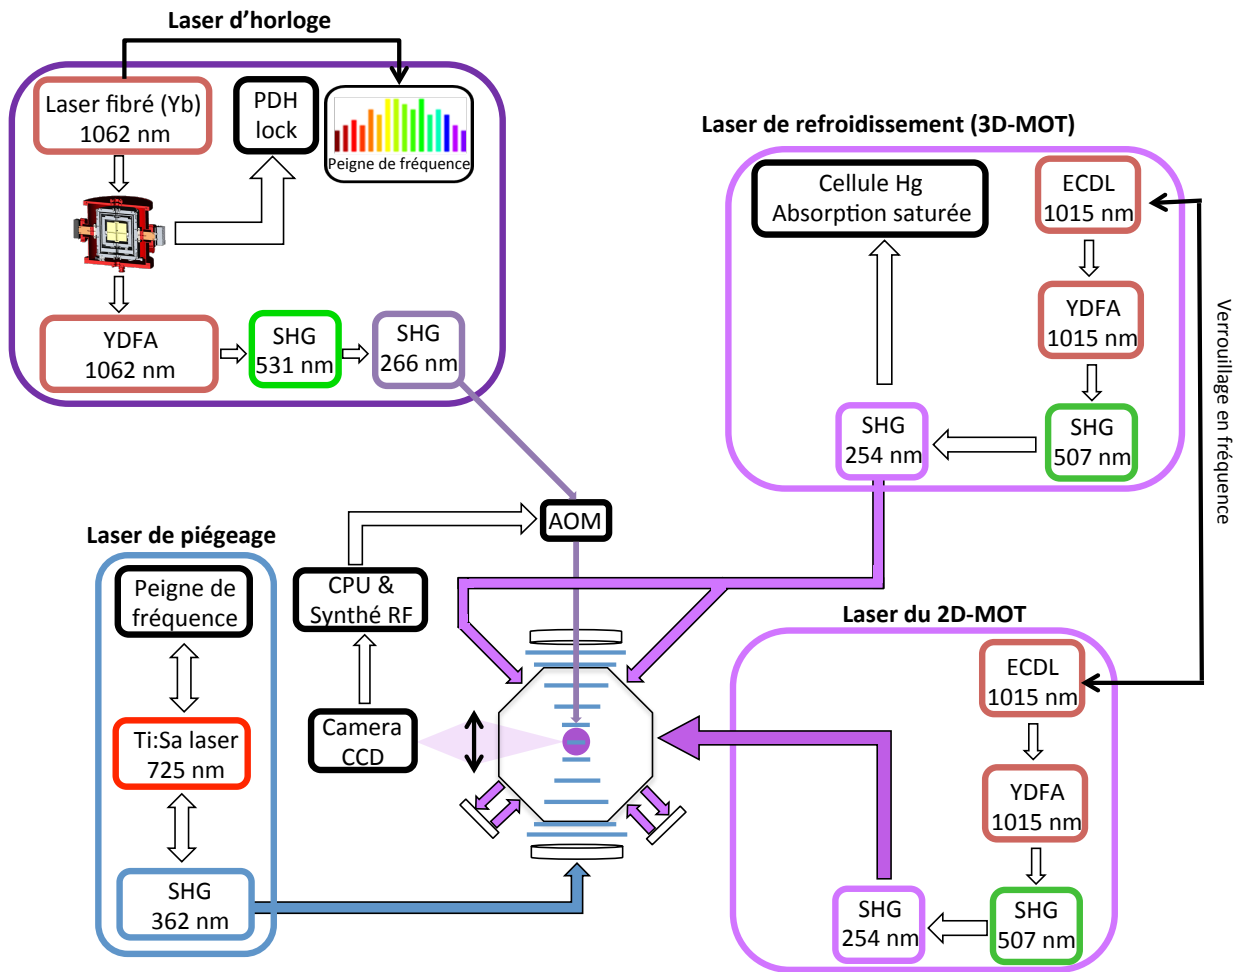 Laser d’horloge
Laser fibré (Yb)
1062 nm
PDH
lock
Peigne de fréquence
YDFA
1062 nm
SHG
531 nm
SHG
266 nm
Laser de refroidissement (3D-MOT)
Cellule Hg
Absorption saturée
ECDL
1015 nm
YDFA
1015 nm
SHG
507 nm
SHG
254 nm
Verrouillage en fréquence
AOM
CPU &
Synthé RF
Camera
CCD
Laser de piégeage
Peigne de
fréquence
Ti:Sa laser
725 nm
SHG
362 nm
Laser du 2D-MOT
ECDL
1015 nm
YDFA
1015 nm
SHG
507 nm
SHG
254 nm